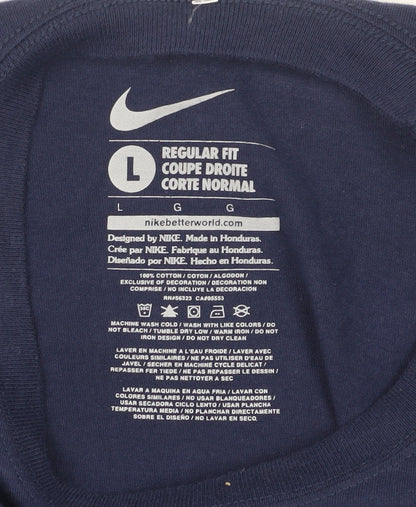 L
REGULAR FIT
COUPE DROITE
CORTE NORMAL
L G G
nikebetterworld.com
Designed by NIKE. Made in Honduras.
Crée par NIKE. Fabrique au Honduras.
Diseñado por NIKE. Hecho en Honduras.
100% COTTON / COTON / ALGODON
EXCLUSIVE OF DECORATION / DECORATION NON
COMPRISE / NO INCLUYE LA DECORACION
RN#56323 CA#05553
MACHINE WASH COLD / WASH WITH LIKE COLORS / DO
NOT BLEACH / TUMBLE DRY LOW / WARM IRON / DO NOT
IRON DESIGN / DO NOT DRY CLEAN
LAVER EN MACHINE A L'EAU FROIDE / LAVER AVEC
COULEURS SIMILAIRES / NE PAS UTILISER D'EAU DE
JAVEL / SECHER EN MACHINE CYCLE DELICAT /
REPASSER FER TIEDE / NE PAS REPASSER L'IMPRESSION /
NE PAS NETTOYER A SEC
LAVAR A MAQUINA EN AGUA FRIA / LAVAR CON
COLORES SIMILARES / NO USAR BLANQUEADORES /
USAR SECADORA CICLO LENTO / USAR PLANCHA
TEMPERATURA MEDIA / NO PLANCHAR DIRECTAMENTE
SOBRE EL DISEÑO / NO LAVAR EN SECO.